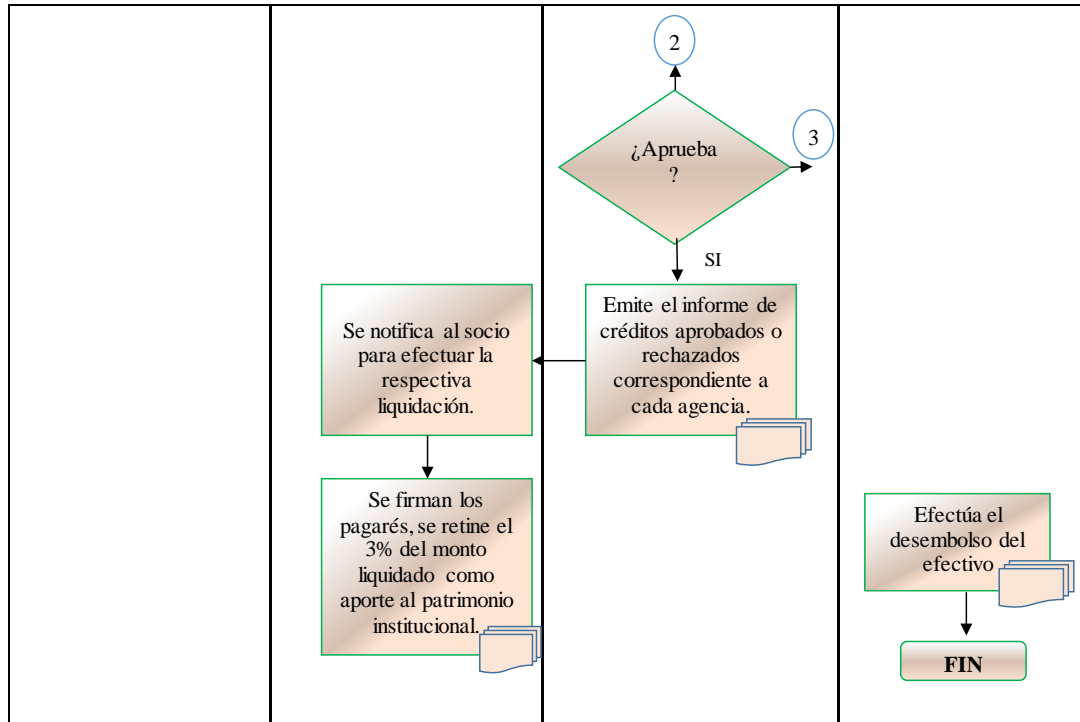 2
¿Aprueba
?
3
SI
Emite el informe de
créditos aprobados o
rechazados
correspondiente a
cada agencia.
Se notifica al socio
para efectuar la
respectiva
liquidación.
Se firman los
pagarés, se retine el
3% del monto
liquidado como
aporte al patrimonio
institucional.
Efectúa el
desembolso del
efectivo
FIN